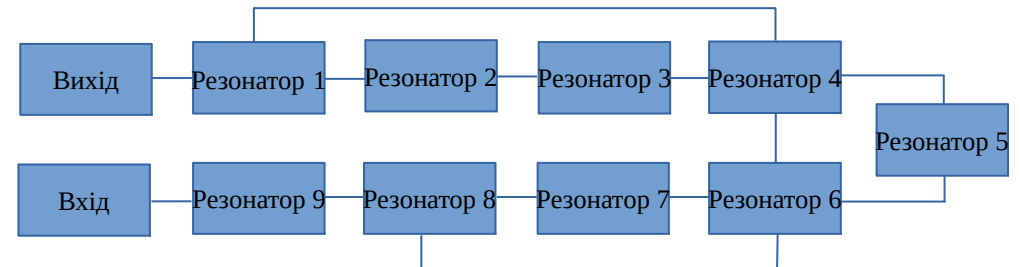 Вихід
Резонатор 1
Резонатор 2
Резонатор 3
Резонатор 4
Резонатор 5
Вхід
Резонатор 9
Резонатор 8
Резонатор 7
Резонатор 6